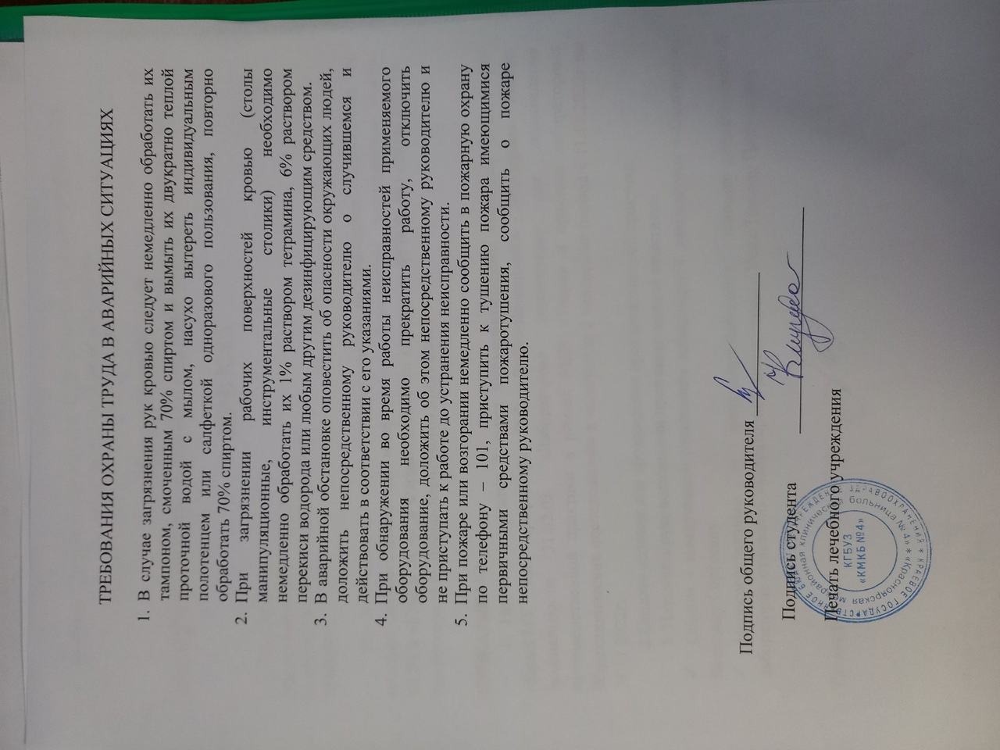 ТРЕБОВАНИЯ ОХРАНЫ ТРУДА В АВАРИЙНЫХ СИТУАЦИЯХ
1. В случае загрязнения рук кровью следует немедленно обработать их
тампоном, смоченным 70% спиртом и вымыть их двукратно теплой
проточной водой с мылом, насухо вытереть индивидуальным
полотенцем или салфеткой одноразового пользования, повторно
обработать 70% спиртом.
2. При загрязнении рабочих поверхностей кровью (столы
манипуляционные, инструментальные столики) необходимо
немедленно обработать их 1% раствором тетрамина, 6% раствором
перекиси водорода или любым другим дезинфицирующим средством.
3. В аварийной обстановке оповестить об опасности окружающих людей,
доложить непосредственному руководителю о случившемся и
действовать в соответствии с его указаниями.
4. При обнаружении во время работы неисправностей применяемого
оборудования необходимо прекратить работу, отключить
оборудование, доложить об этом непосредственному руководителю и
не приступать к работе до устранения неисправности.
5. При пожаре или возгорании немедленно сообщить в пожарную охрану
по телефону – 101, приступить к тушению пожара имеющимися
первичными средствами пожаротушения, сообщить о пожаре
непосредственному руководителю.
Подпись общего руководителя
Подпись студента
Печать лечебного учреждения
КРАЕВОЕ ГОСУДАРСТВЕННОЕ ЗДРАВООХРАНЕНИЯ
«Красноярская межрайонная клиническая больница № 4»
КГБУЗ
«КМКБ №4»